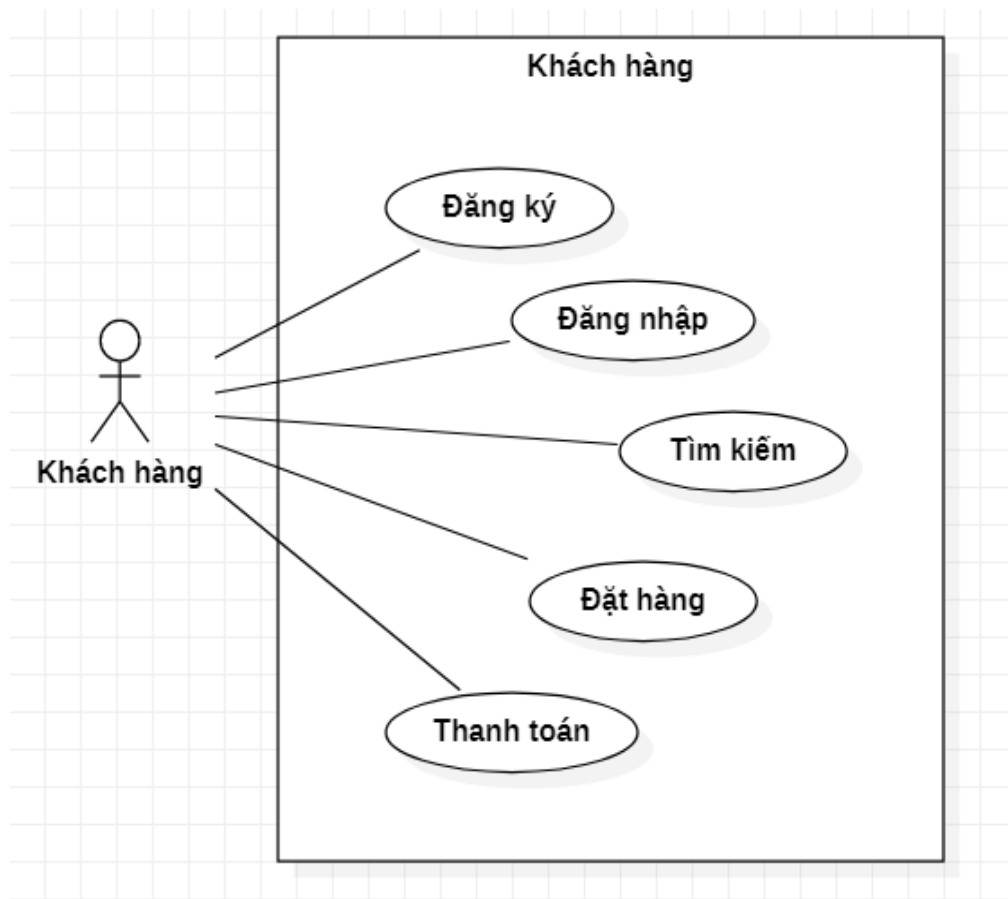 Khách hàng
Đăng ký
Đăng nhập
Tìm kiếm
Khách hàng
Đặt hàng
Thanh toán